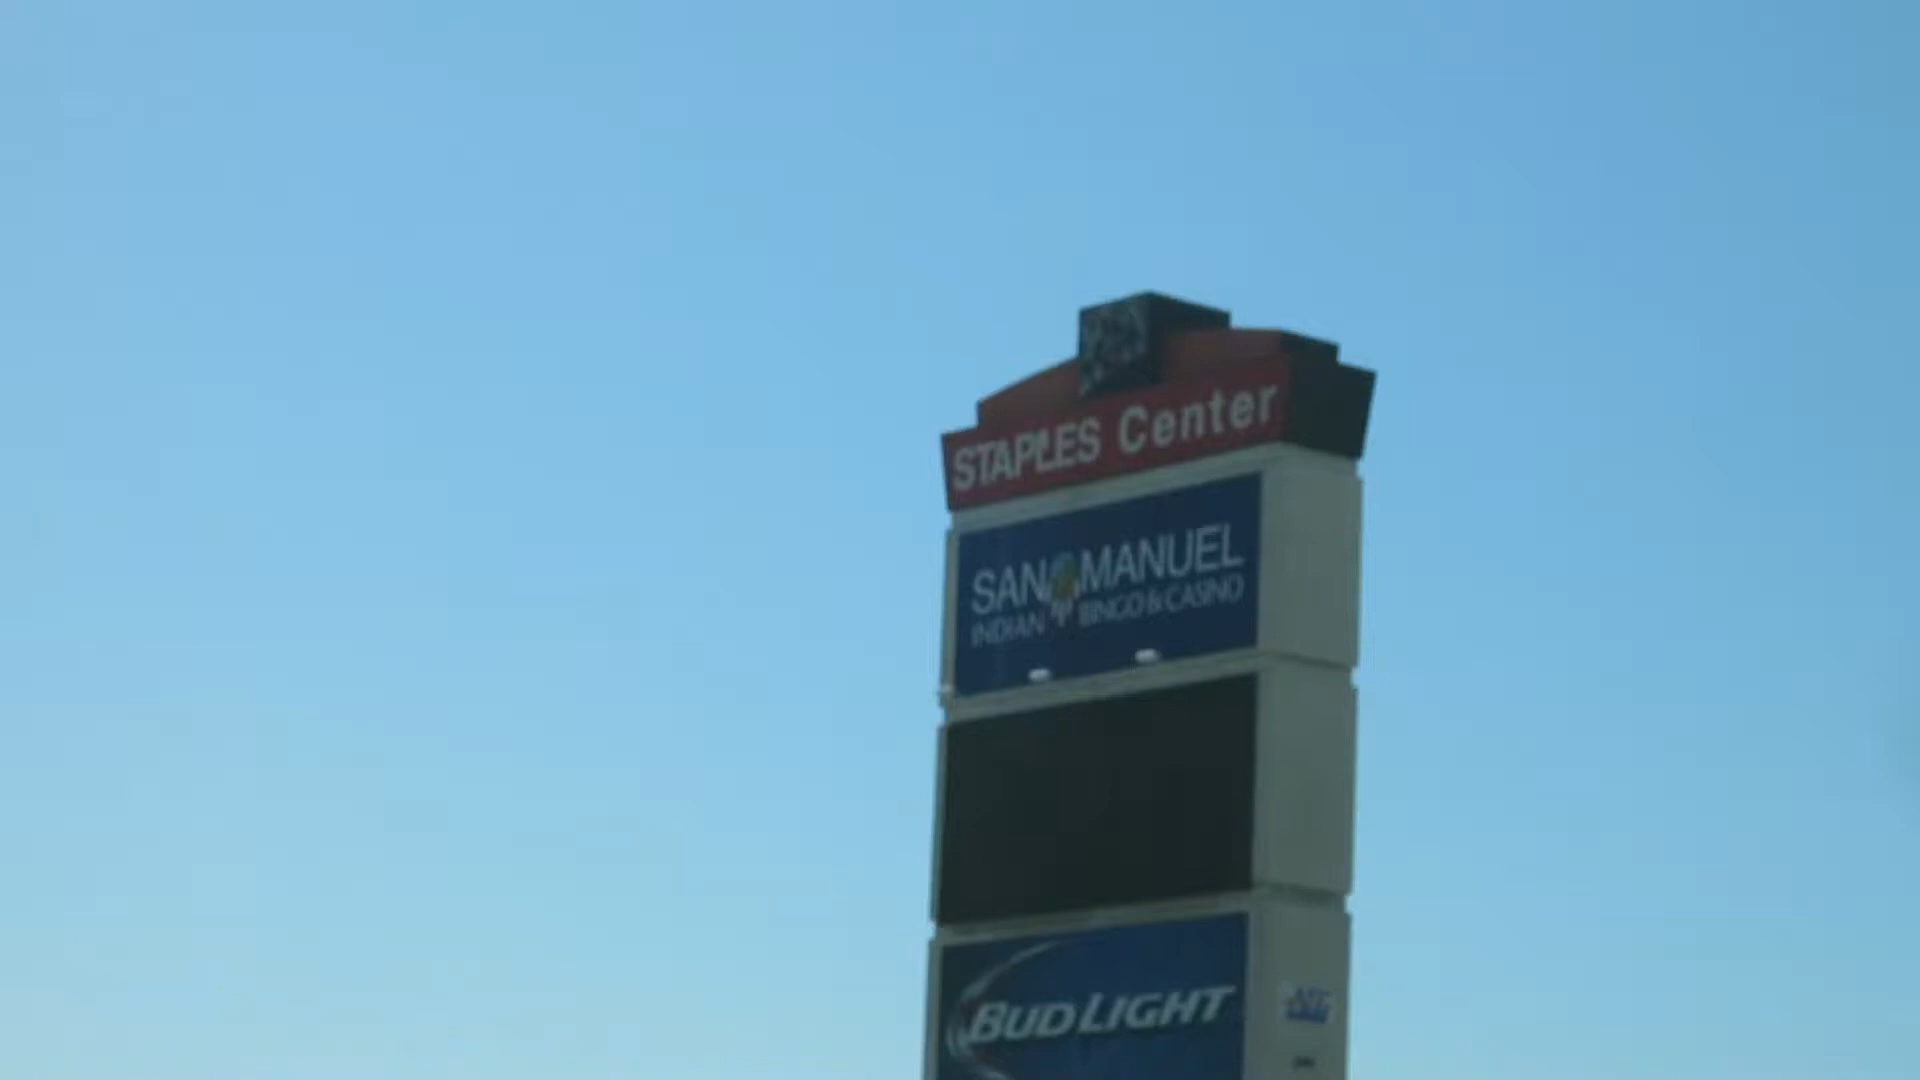 STAPLES Center
SAN MANUEL
INDIAN BINGO & CASINO
BUD LIGHT